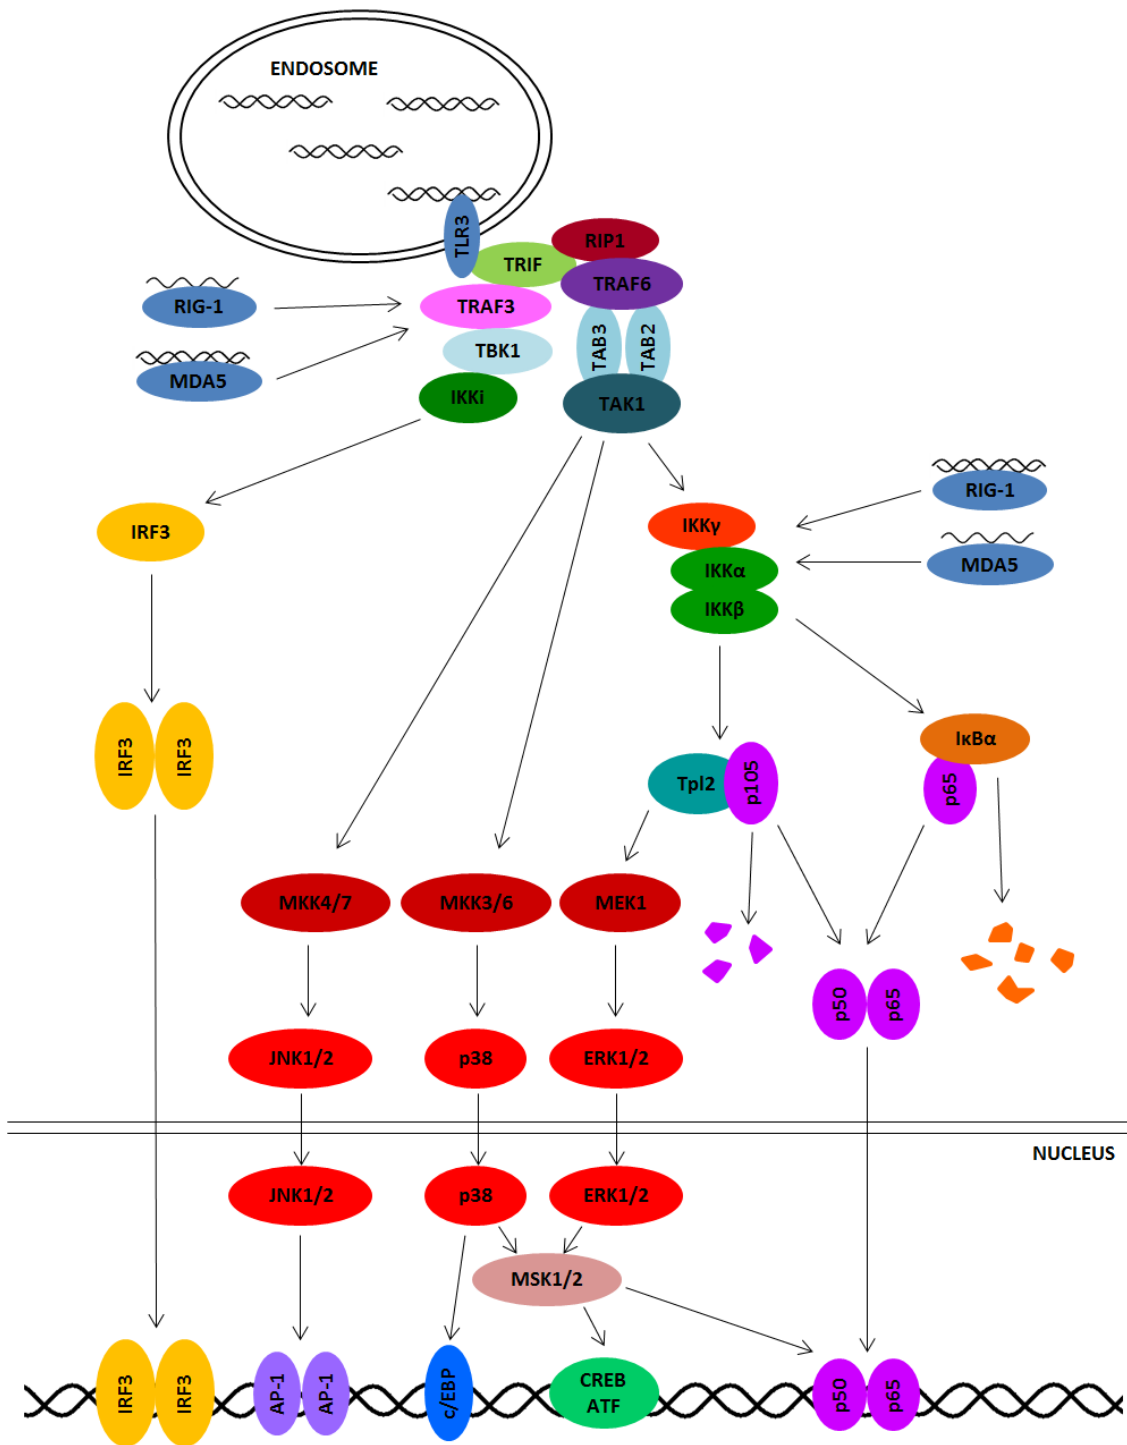 ENDOSOME
TLR3
TRIF
RIP1
TRAF6
RIG-1
TRAF3
TAB3
TAB2
TBK1
MDA5
IKKi
TAK1
RIG-1
IRF3
IKKγ
MDA5
IKKα
IKKβ
IRF3
IRF3
IκBα
Tpl2
p105
p65
MKK4/7
MKK3/6
MEK1
p50
p65
JNK1/2
p38
ERK1/2
NUCLEUS
JNK1/2
p38
ERK1/2
MSK1/2
IRF3
IRF3
AP-1
AP-1
c/EBP
CREB
ATF
p50
p65